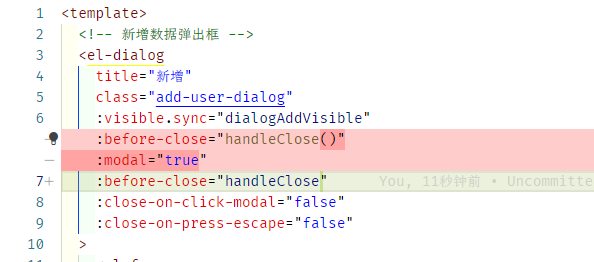 1 <template>
2 <!-- 新增数据弹出框 -->
3 <el-dialog
4 title="新增"
5 class="add-user-dialog"
6 :visible.sync="dialogAddVisible"
− :before-close="handleClose()"
− :modal="true"
7+ :before-close="handleClose" You, 11秒钟前 • Uncommitte
8 :close-on-click-modal="false"
9 :close-on-press-escape="false"
10 >